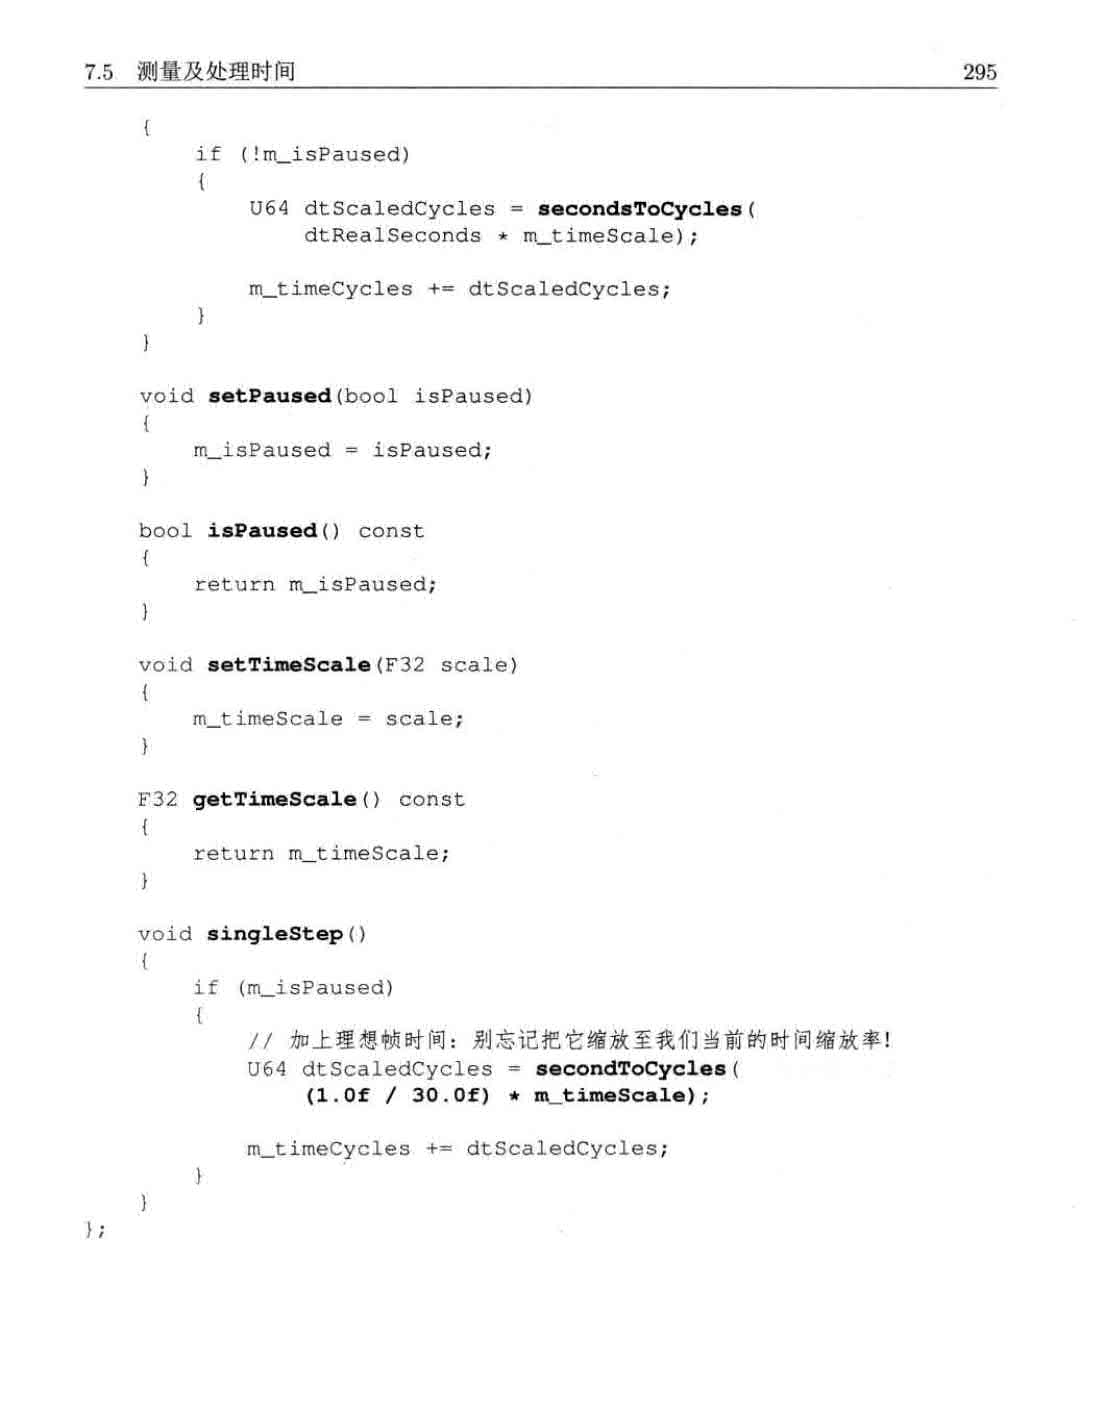 7.5 测量及处理时间 295
{
if (!m_isPaused)
{
U64 dtScaledCycles = secondsToCycles(
dtRealSeconds * m_timeScale);
m_timeCycles += dtScaledCycles;
}
}
void setPaused(bool isPaused)
{
m_isPaused = isPaused;
}
bool isPaused() const
{
return m_isPaused;
}
void setTimeScale(F32 scale)
{
m_timeScale = scale;
}
F32 getTimeScale() const
{
return m_timeScale;
}
void singleStep()
{
if (m_isPaused)
{
// 加上理想帧时间：别忘记把它缩放至我们当前的时间缩放率!
U64 dtScaledCycles = secondToCycles(
(1.0f / 30.0f) * m_timeScale);
m_timeCycles += dtScaledCycles;
}
}
};